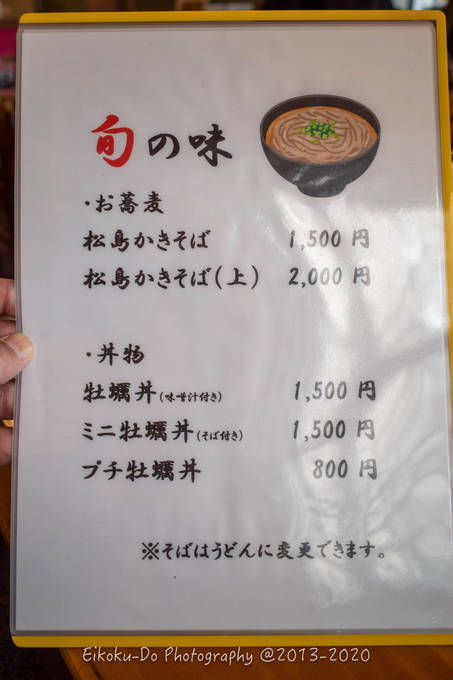 旬の味
・お蕎麦
松島かきそば 1,500 円
松島かきそば(上) 2,000 円
・丼物
牡蠣丼(味噌汁付き) 1,500 円
ミニ牡蠣丼(そば付き) 1,500 円
プチ牡蠣丼 800 円
※そばはうどんに変更できます。
Eikoku-Do Photography @2013-2020